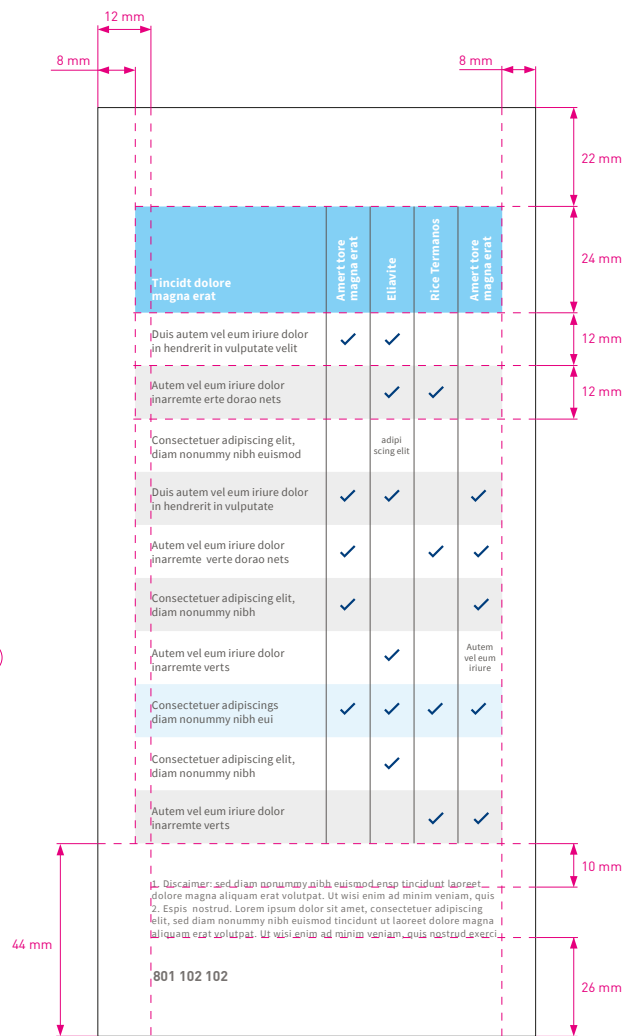 12 mm
8 mm
8 mm
22 mm
24 mm
Tincidt dolore
magna erat
Amert tore
magna erat
Eliavite
Rice Termanos
Amert tore
magna erat
Duis autem vel eum iriure dolor
in hendrerit in vulputate velit
12 mm
Autem vel eum iriure dolor
inarremte erte dorao nets
12 mm
Consectetuer adipiscing elit,
diam nonummy nibh euismod
adipi
scing elit
Duis autem vel eum iriure dolor
in hendrerit in vulputate
Autem vel eum iriure dolor
inarremte  verte dorao nets
Consectetuer adipiscing elit,
diam nonummy nibh
Autem vel eum iriure dolor
inarremte verts
Autem
vel eum
iriure
Consectetuer adipiscings
diam nonummy nibh eui
Consectetuer adipiscing elit,
diam nonummy nibh
Autem vel eum iriure dolor
inarremte verts
10 mm
1. Discaimer: sed diam nonummy nibh euismod ensp tincidunt laoreet
dolore magna aliquam erat volutpat. Ut wisi enim ad minim veniam, quis
2. Espis  nostrud. Lorem ipsum dolor sit amet, consectetuer adipiscing
elit, sed diam nonummy nibh euismod tincidunt ut laoreet dolore magna
aliquam erat volutpat. Ut wisi enim ad minim veniam, quis nostrud exerci
44 mm
801 102 102
26 mm